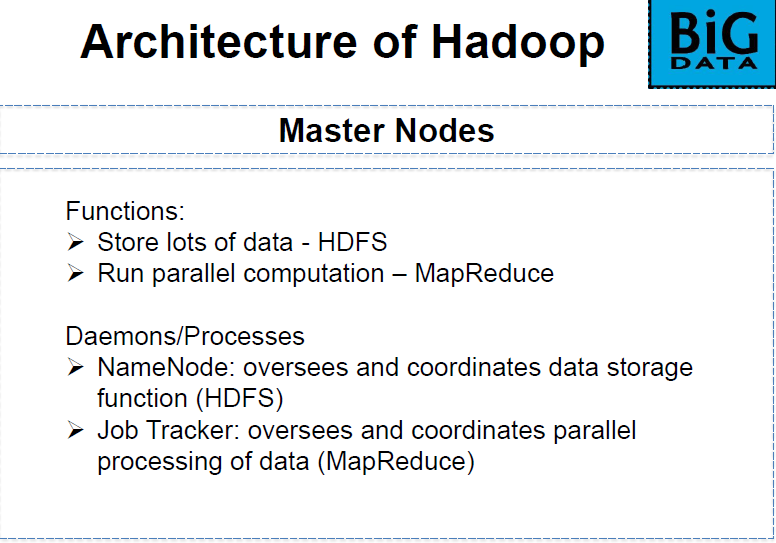 Architecture of Hadoop
BiG
DATA
Master Nodes
Functions:
➢ Store lots of data - HDFS
➢ Run parallel computation – MapReduce
Daemons/Processes
➢ NameNode: oversees and coordinates data storage
function (HDFS)
➢ Job Tracker: oversees and coordinates parallel
processing of data (MapReduce)